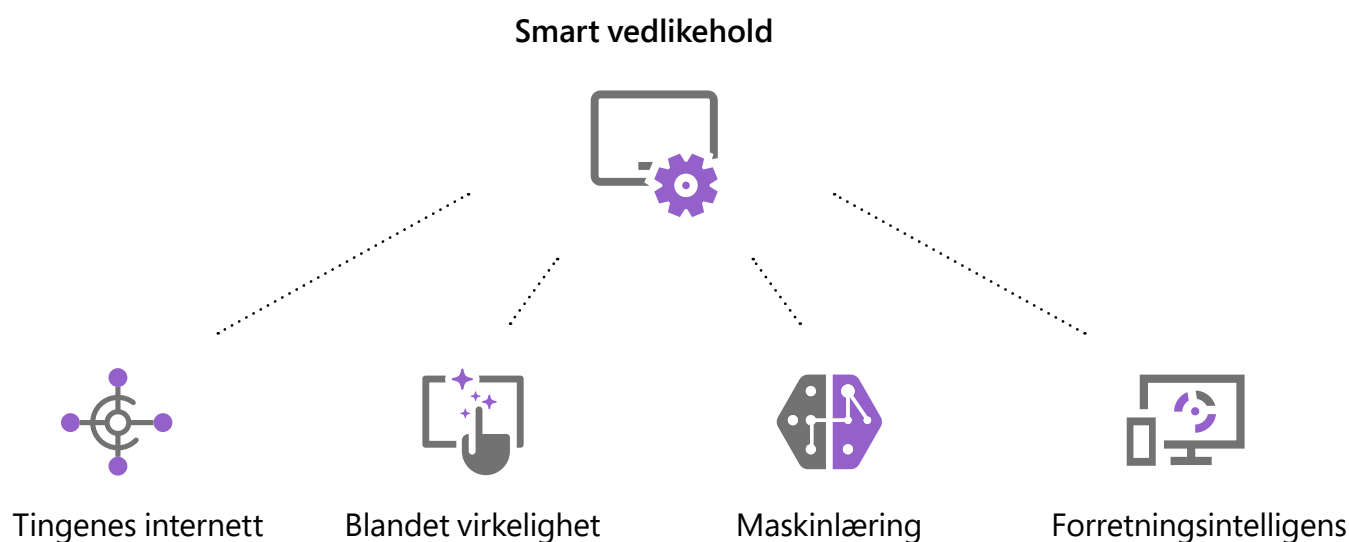 Smart vedlikehold
Tingenes internett
Blandet virkelighet
Maskinlæring
Forretningsintelligens